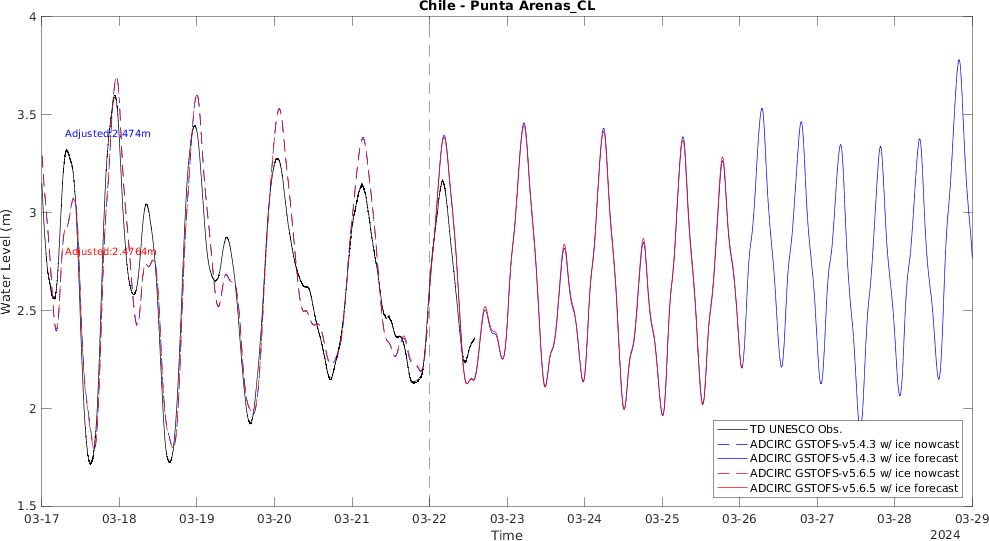 Chile - Punta Arenas_CL
4
3.5
3
2.5
2
1.5
Water Level (m)
Adjusted:2.474m
Adjusted:2.4764m
TD UNESCO Obs.
ADCIRC GSTOFS-v5.4.3 w/ ice nowcast
ADCIRC GSTOFS-v5.4.3 w/ ice forecast
ADCIRC GSTOFS-v5.6.5 w/ ice nowcast
ADCIRC GSTOFS-v5.6.5 w/ ice forecast
03-17 03-18 03-19 03-20 03-21 03-22 03-23 03-24 03-25 03-26 03-27 03-28 03-29
Time
2024